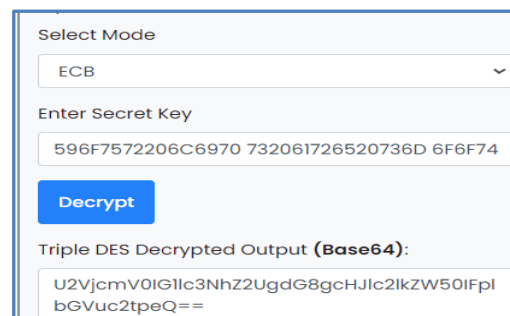 Select Mode
ECB
Enter Secret Key
596F7572206C6970 732061726520736D 6F6F74
Decrypt
Triple DES Decrypted Output (Base64):
U2VjcmV0IG1lc3NhZ2UgdG8gcHJlc2lkZW50IFpl
bGVuc2tpeQ==